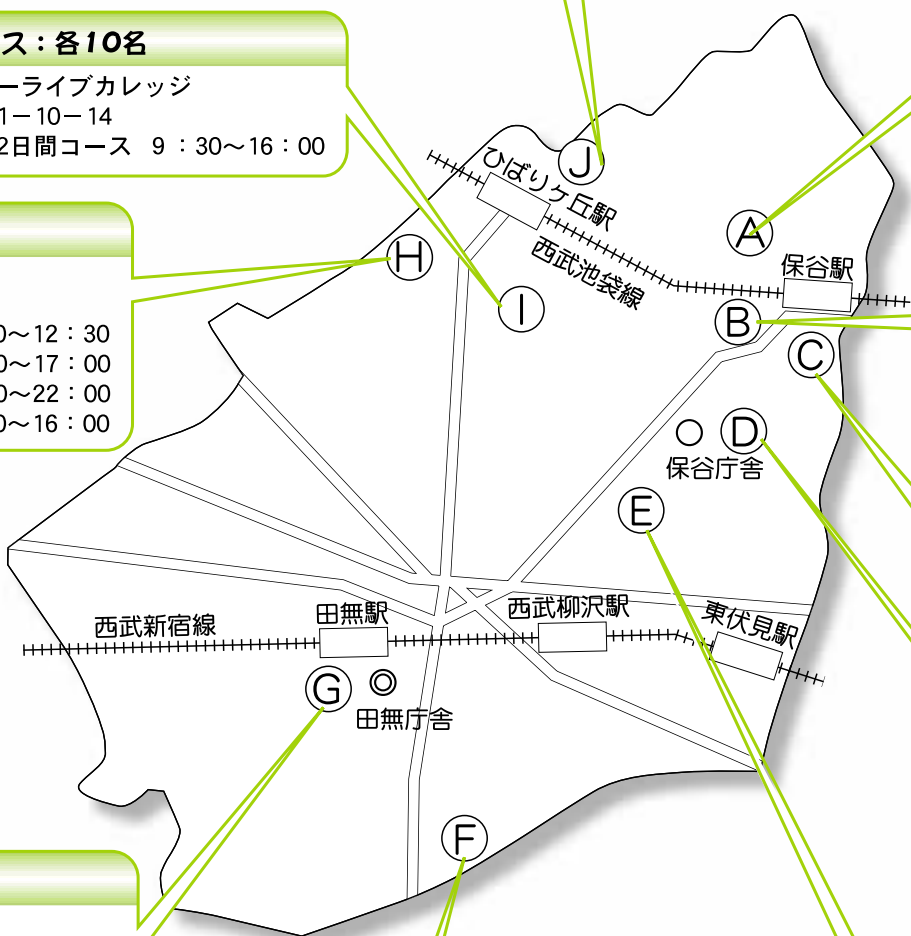 ス：各10名
ーライブカレッジ
1－10－14
2日間コース　9：30～16：00
0～12：30
0～17：00
0～22：00
0～16：00
J
ひばりケ丘駅
A
H
西武池袋線
保谷駅
I
B
C
D
保谷庁舎
E
西武新宿線
田無駅
西武柳沢駅
東伏見駅
G
田無庁舎
F